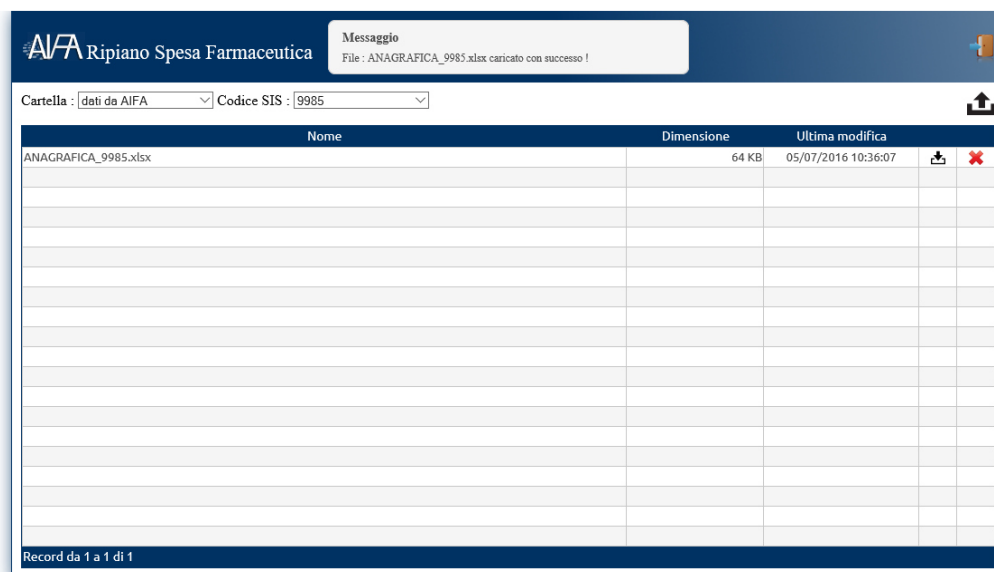 AIFA Ripiano Spesa Farmaceutica
Messaggio
File : ANAGRAFICA_9985.xlsx caricato con successo !
Cartella : dati da AIFA Codice SIS : 9985
Nome Dimensione Ultima modifica
ANAGRAFICA_9985.xlsx 64 KB 05/07/2016 10:36:07
Record da 1 a 1 di 1